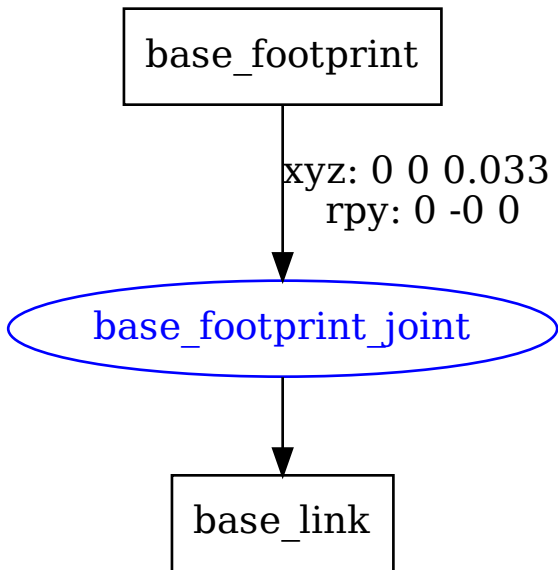 base_footprint
xyz: 0 0 0.033
rpy: 0 -0 0
base_footprint_joint
base_link